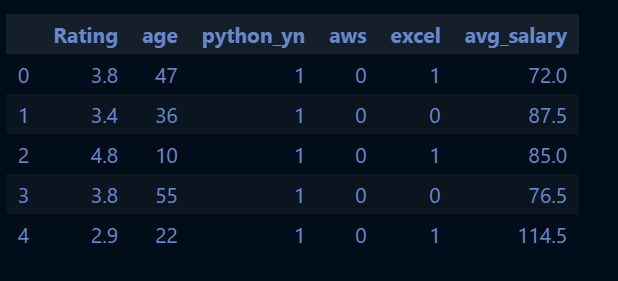 Rating age python_yn aws excel avg_salary
0 3.8 47 1 0 1 72.0
1 3.4 36 1 0 0 87.5
2 4.8 10 1 0 1 85.0
3 3.8 55 1 0 0 76.5
4 2.9 22 1 0 1 114.5